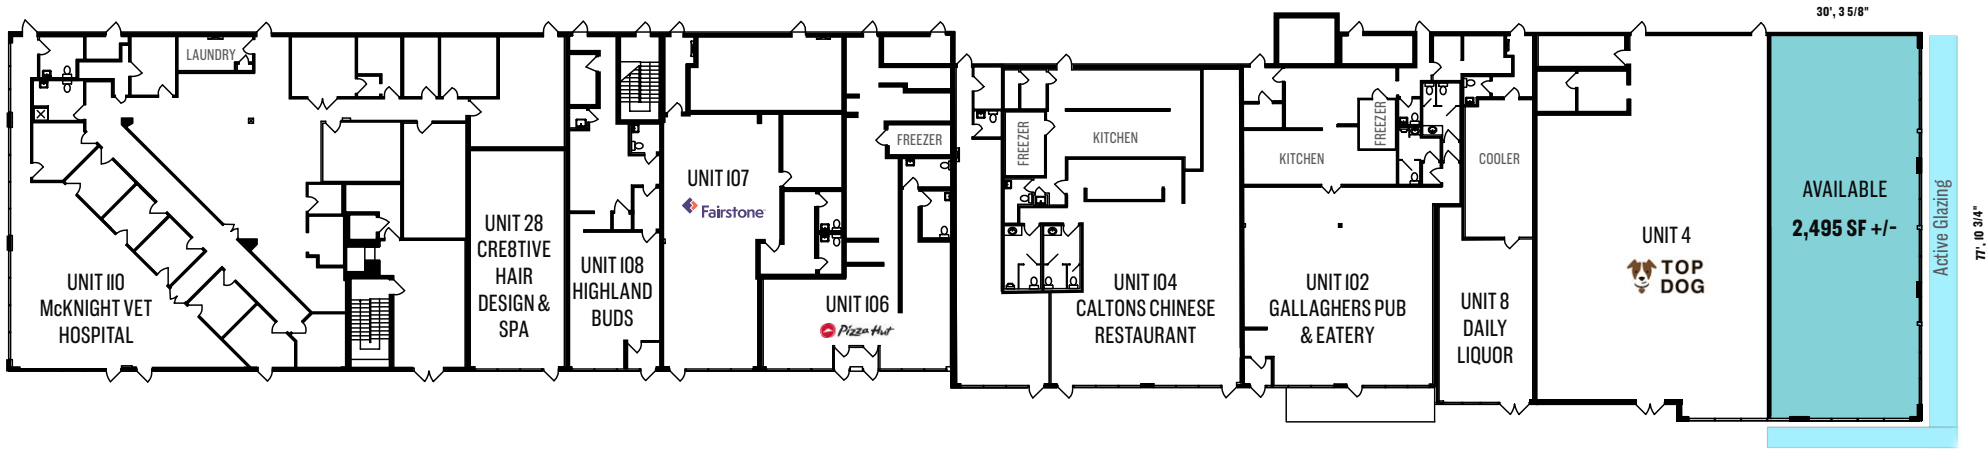 30', 3 5/8"
LAUNDRY
FREEZER
FREEZER
KITCHEN
FREEZER
KITCHEN
COOLER
UNIT 110
McKNIGHT VET
HOSPITAL
UNIT 28
CRE8TIVE
HAIR
DESIGN &
SPA
UNIT 108
HIGHLAND
BUDS
UNIT 107
Fairstone
UNIT 106
Pizza Hut
UNIT 104
CALTONS CHINESE
RESTAURANT
UNIT 102
GALLAGHERS PUB
& EATERY
UNIT 8
DAILY
LIQUOR
UNIT 4
TOP
DOG
AVAILABLE
2,495 SF +/-
Active Glazing
77', 10 3/4"